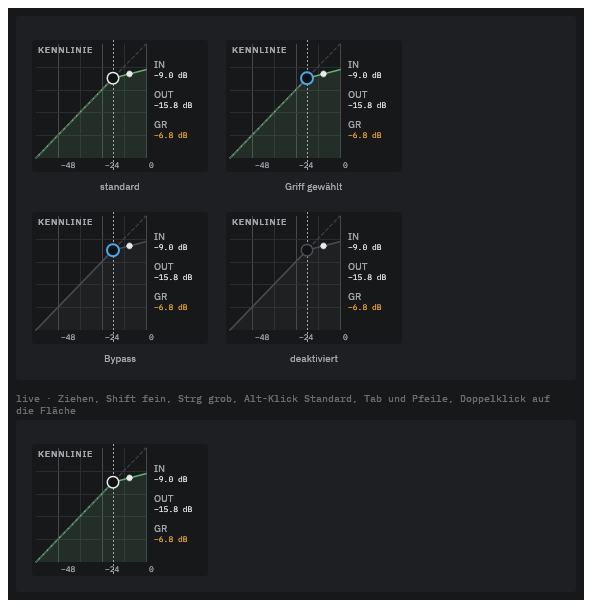 KENNLINIE
IN
-9.0 dB
OUT
-15.8 dB
GR
-6.8 dB
-48
-24
0
standard
KENNLINIE
IN
-9.0 dB
OUT
-15.8 dB
GR
-6.8 dB
-48
-24
0
Griff gewählt
KENNLINIE
IN
-9.0 dB
OUT
-15.8 dB
GR
-6.8 dB
-48
-24
0
Bypass
KENNLINIE
IN
-9.0 dB
OUT
-15.8 dB
GR
-6.8 dB
-48
-24
0
deaktiviert
live · Ziehen, Shift fein, Strg grob, Alt-Klick Standard, Tab und Pfeile, Doppelklick auf
die Fläche
KENNLINIE
IN
-9.0 dB
OUT
-15.8 dB
GR
-6.8 dB
-48
-24
0